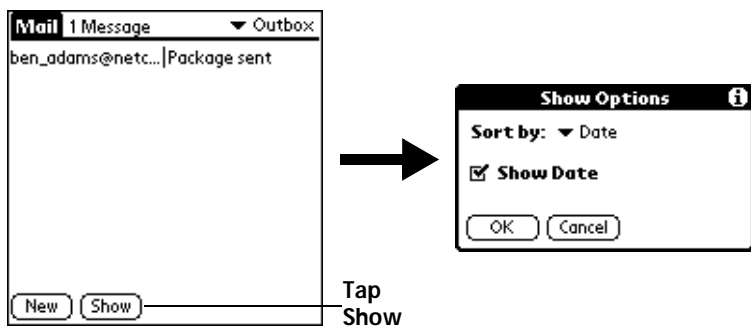 Mail 1 Message Outbox
ben_adams@netc...|Package sent
New Show
Tap
Show
Show Options
Sort by: Date
Show Date
OK Cancel